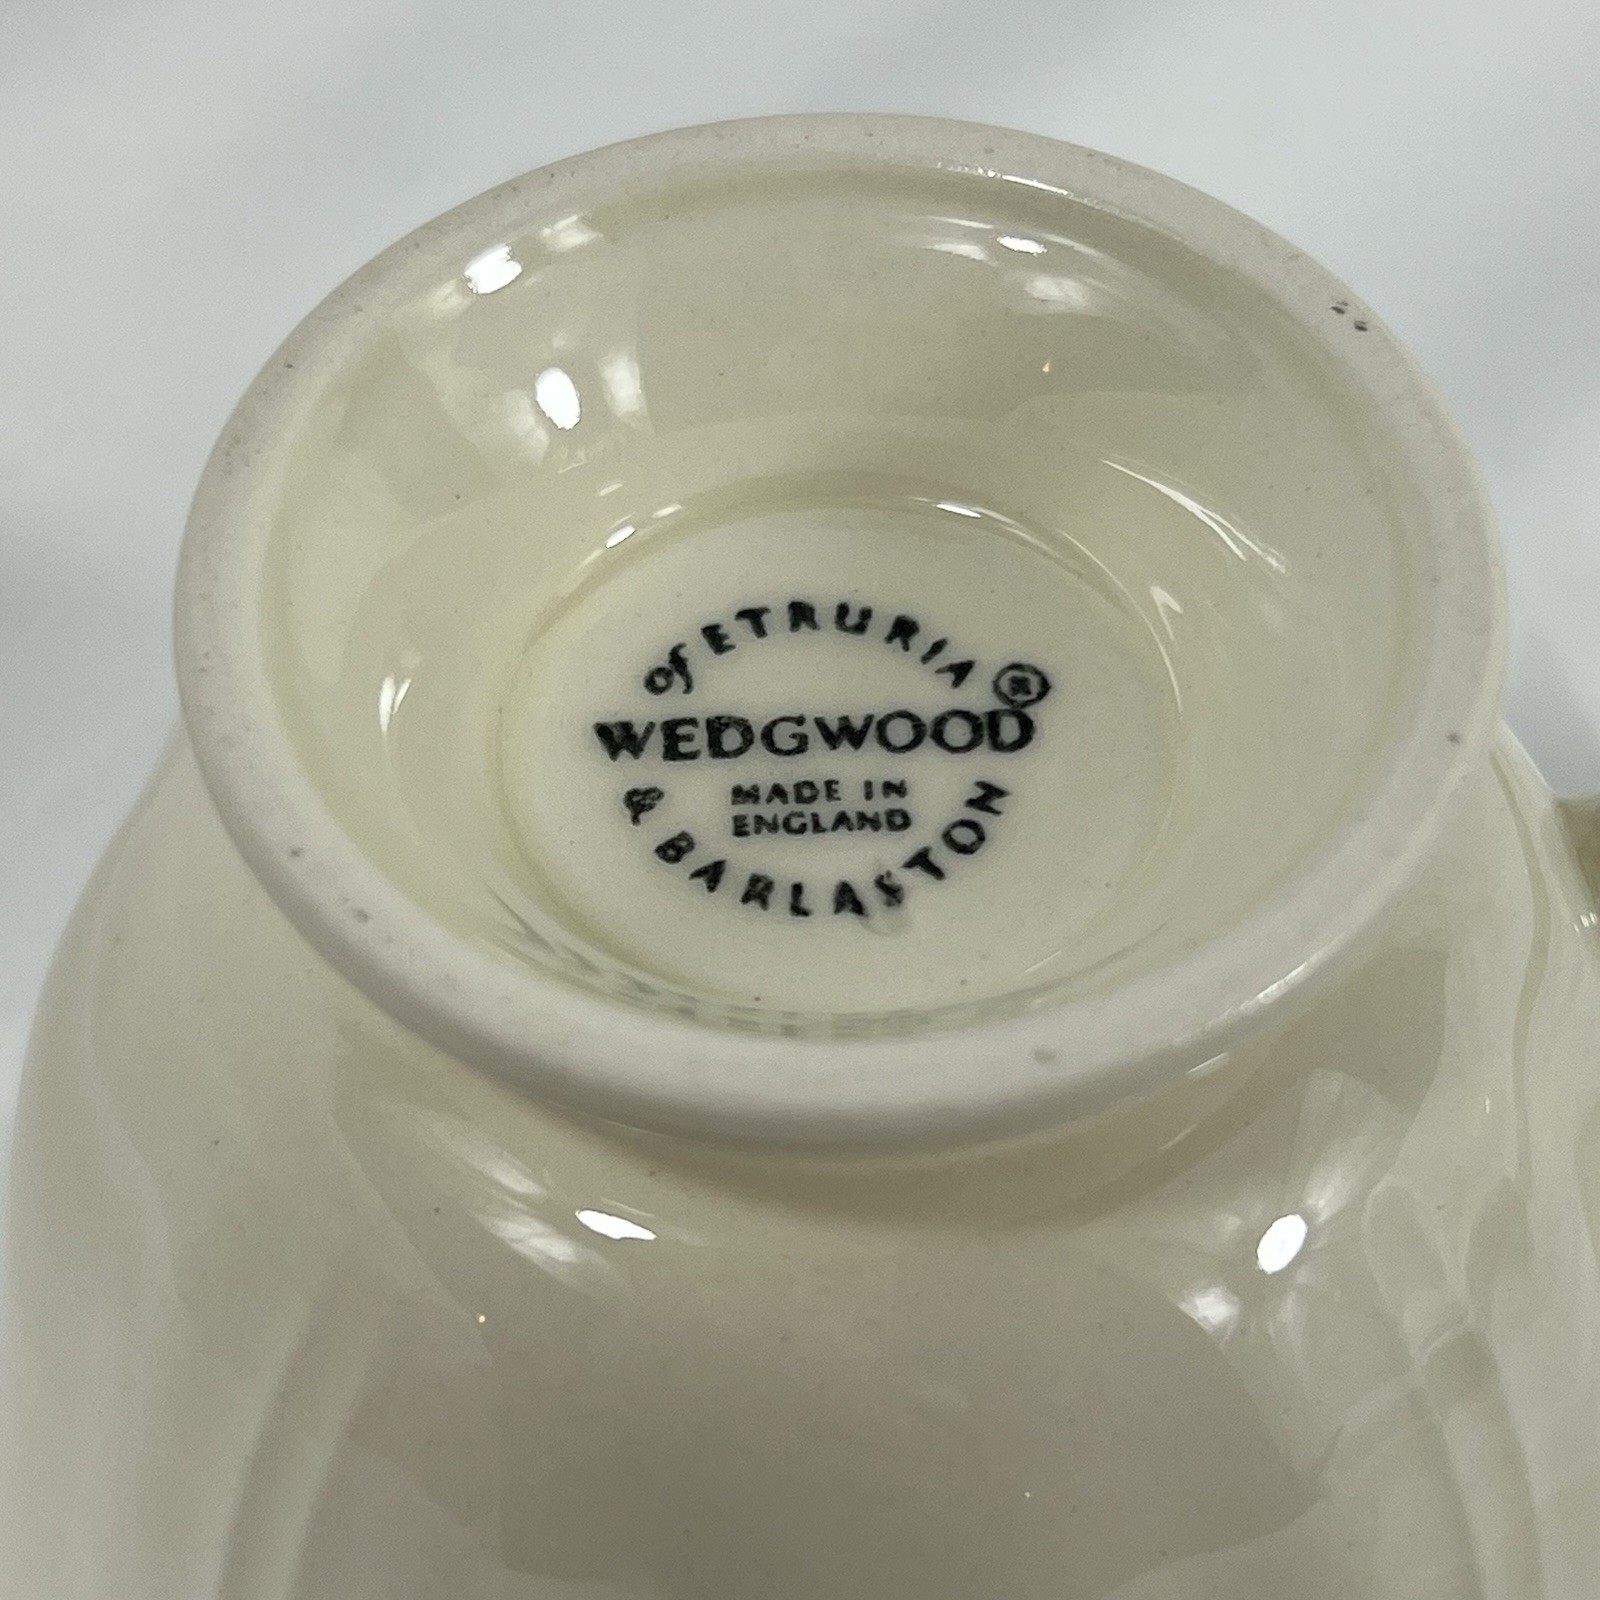 of ETRURIA
WEDGWOOD®
MADE IN
ENGLAND
& BARLASTON